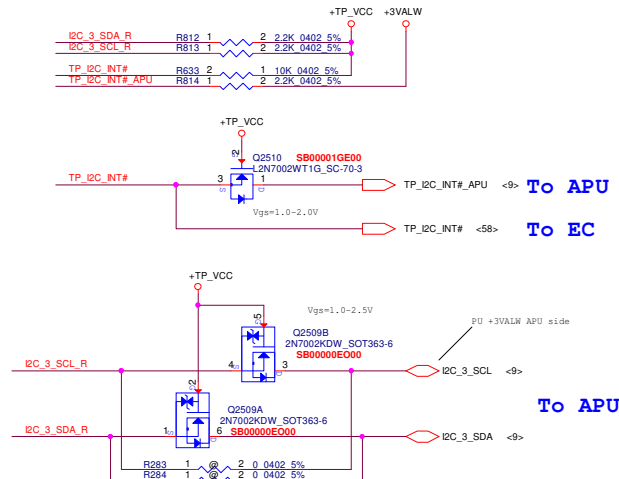 +TP_VCC +3VALW
I2C_3_SDA_R R812 1 2 2.2K_0402_5%
I2C_3_SCL_R R813 1 2 2.2K_0402_5%
TP_I2C_INT# R633 2 1 10K_0402_5%
TP_I2C_INT#_APU R814 1 2 2.2K_0402_5%
+TP_VCC
2 G Q2510 SB00001GE00
L2N7002WT1G_SC-70-3
TP_I2C_INT# 3 S 1 D TP_I2C_INT#_APU <9> To APU
Vgs=1.0-2.0V
TP_I2C_INT# <58> To EC
+TP_VCC
Vgs=1.0-2.5V
5 G PU +3VALW APU side
Q2509B
2N7002KDW_SOT363-6
SB00000EO00
I2C_3_SCL_R 4 S 3 D I2C_3_SCL <9>
2 G To APU
Q2509A
2N7002KDW_SOT363-6
I2C_3_SDA_R 1 S 6 D SB00000EO00 I2C_3_SDA <9>
R283 1 @ 2 0_0402_5%
R284 1 @ 2 0_0402_5%